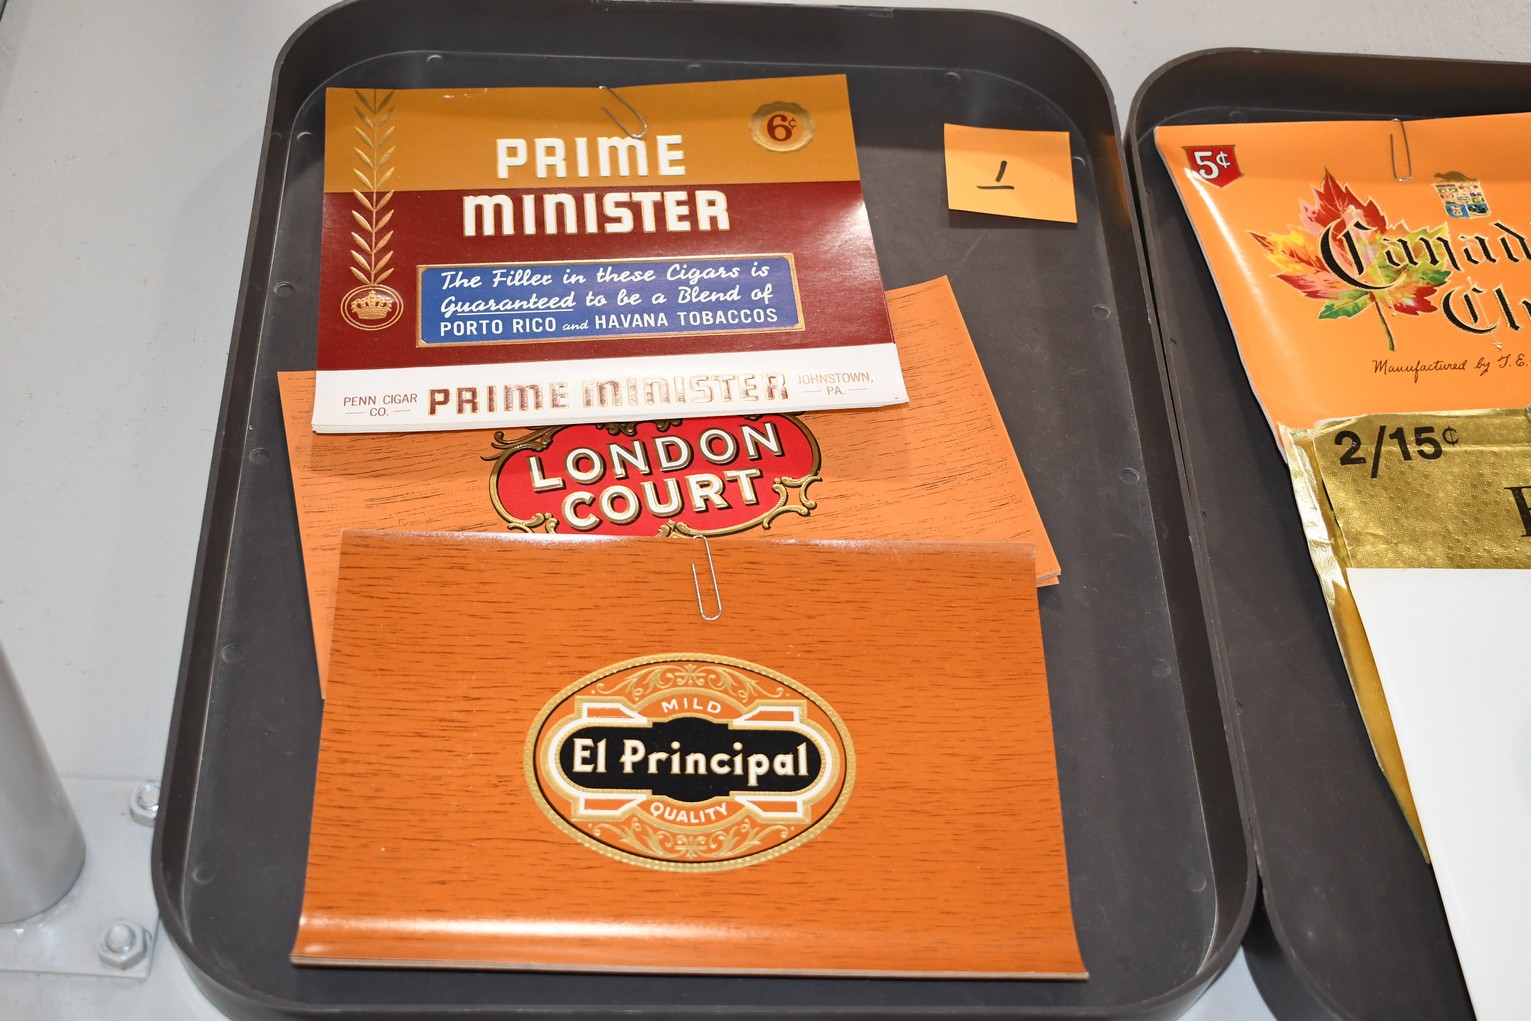 6¢
PRIME
MINISTER
The Filler in these Cigars is
Guaranteed to be a Blend of
PORTO RICO and HAVANA TOBACCOS
PENN CIGAR
CO.
PRIME MINISTER
JOHNSTOWN,
PA.
1
LONDON
COURT
MILD
El Principal
QUALITY
5¢
Manufactured by T.E.
2/15¢